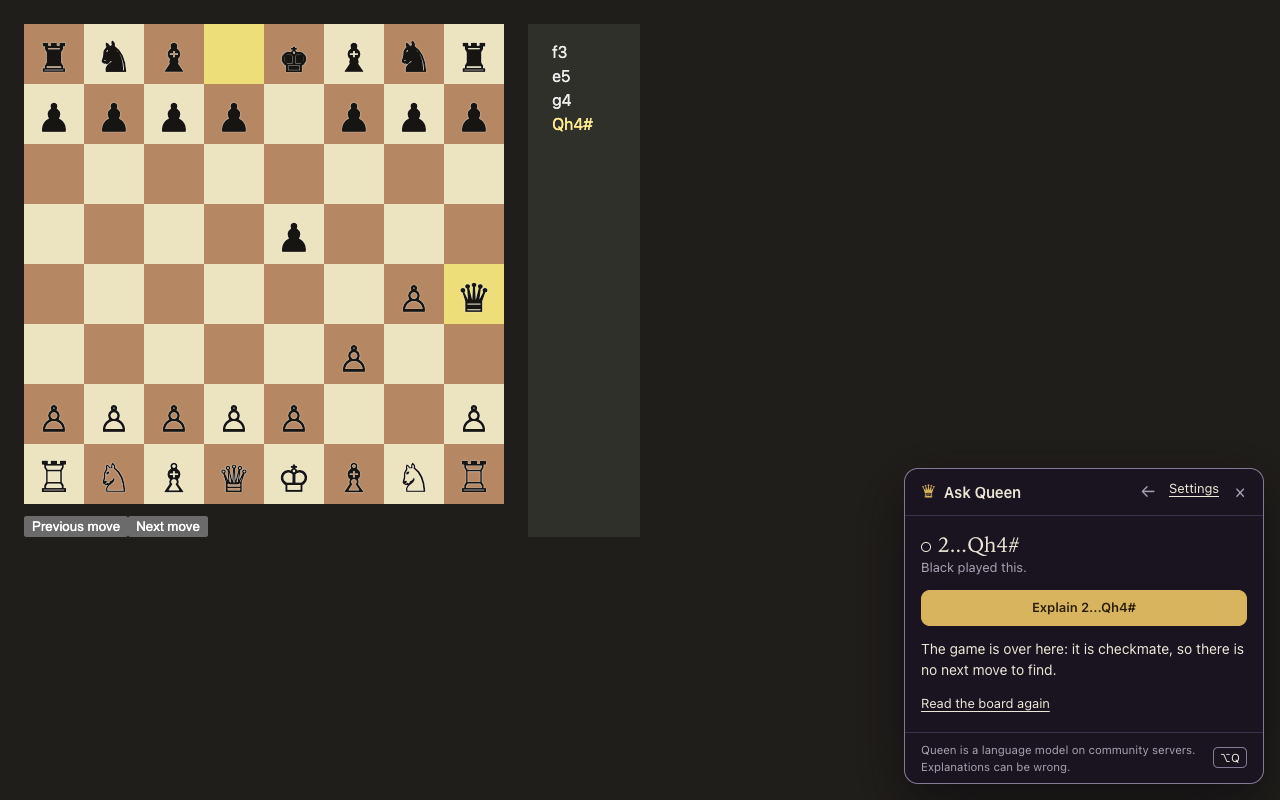 f3
e5
g4
Qh4#
Previous move
Next move
Ask Queen
Settings
2...Qh4#
Black played this.
Explain 2...Qh4#
The game is over here: it is checkmate, so there is
no next move to find.
Read the board again
Queen is a language model on community servers.
Explanations can be wrong.
⌥Q